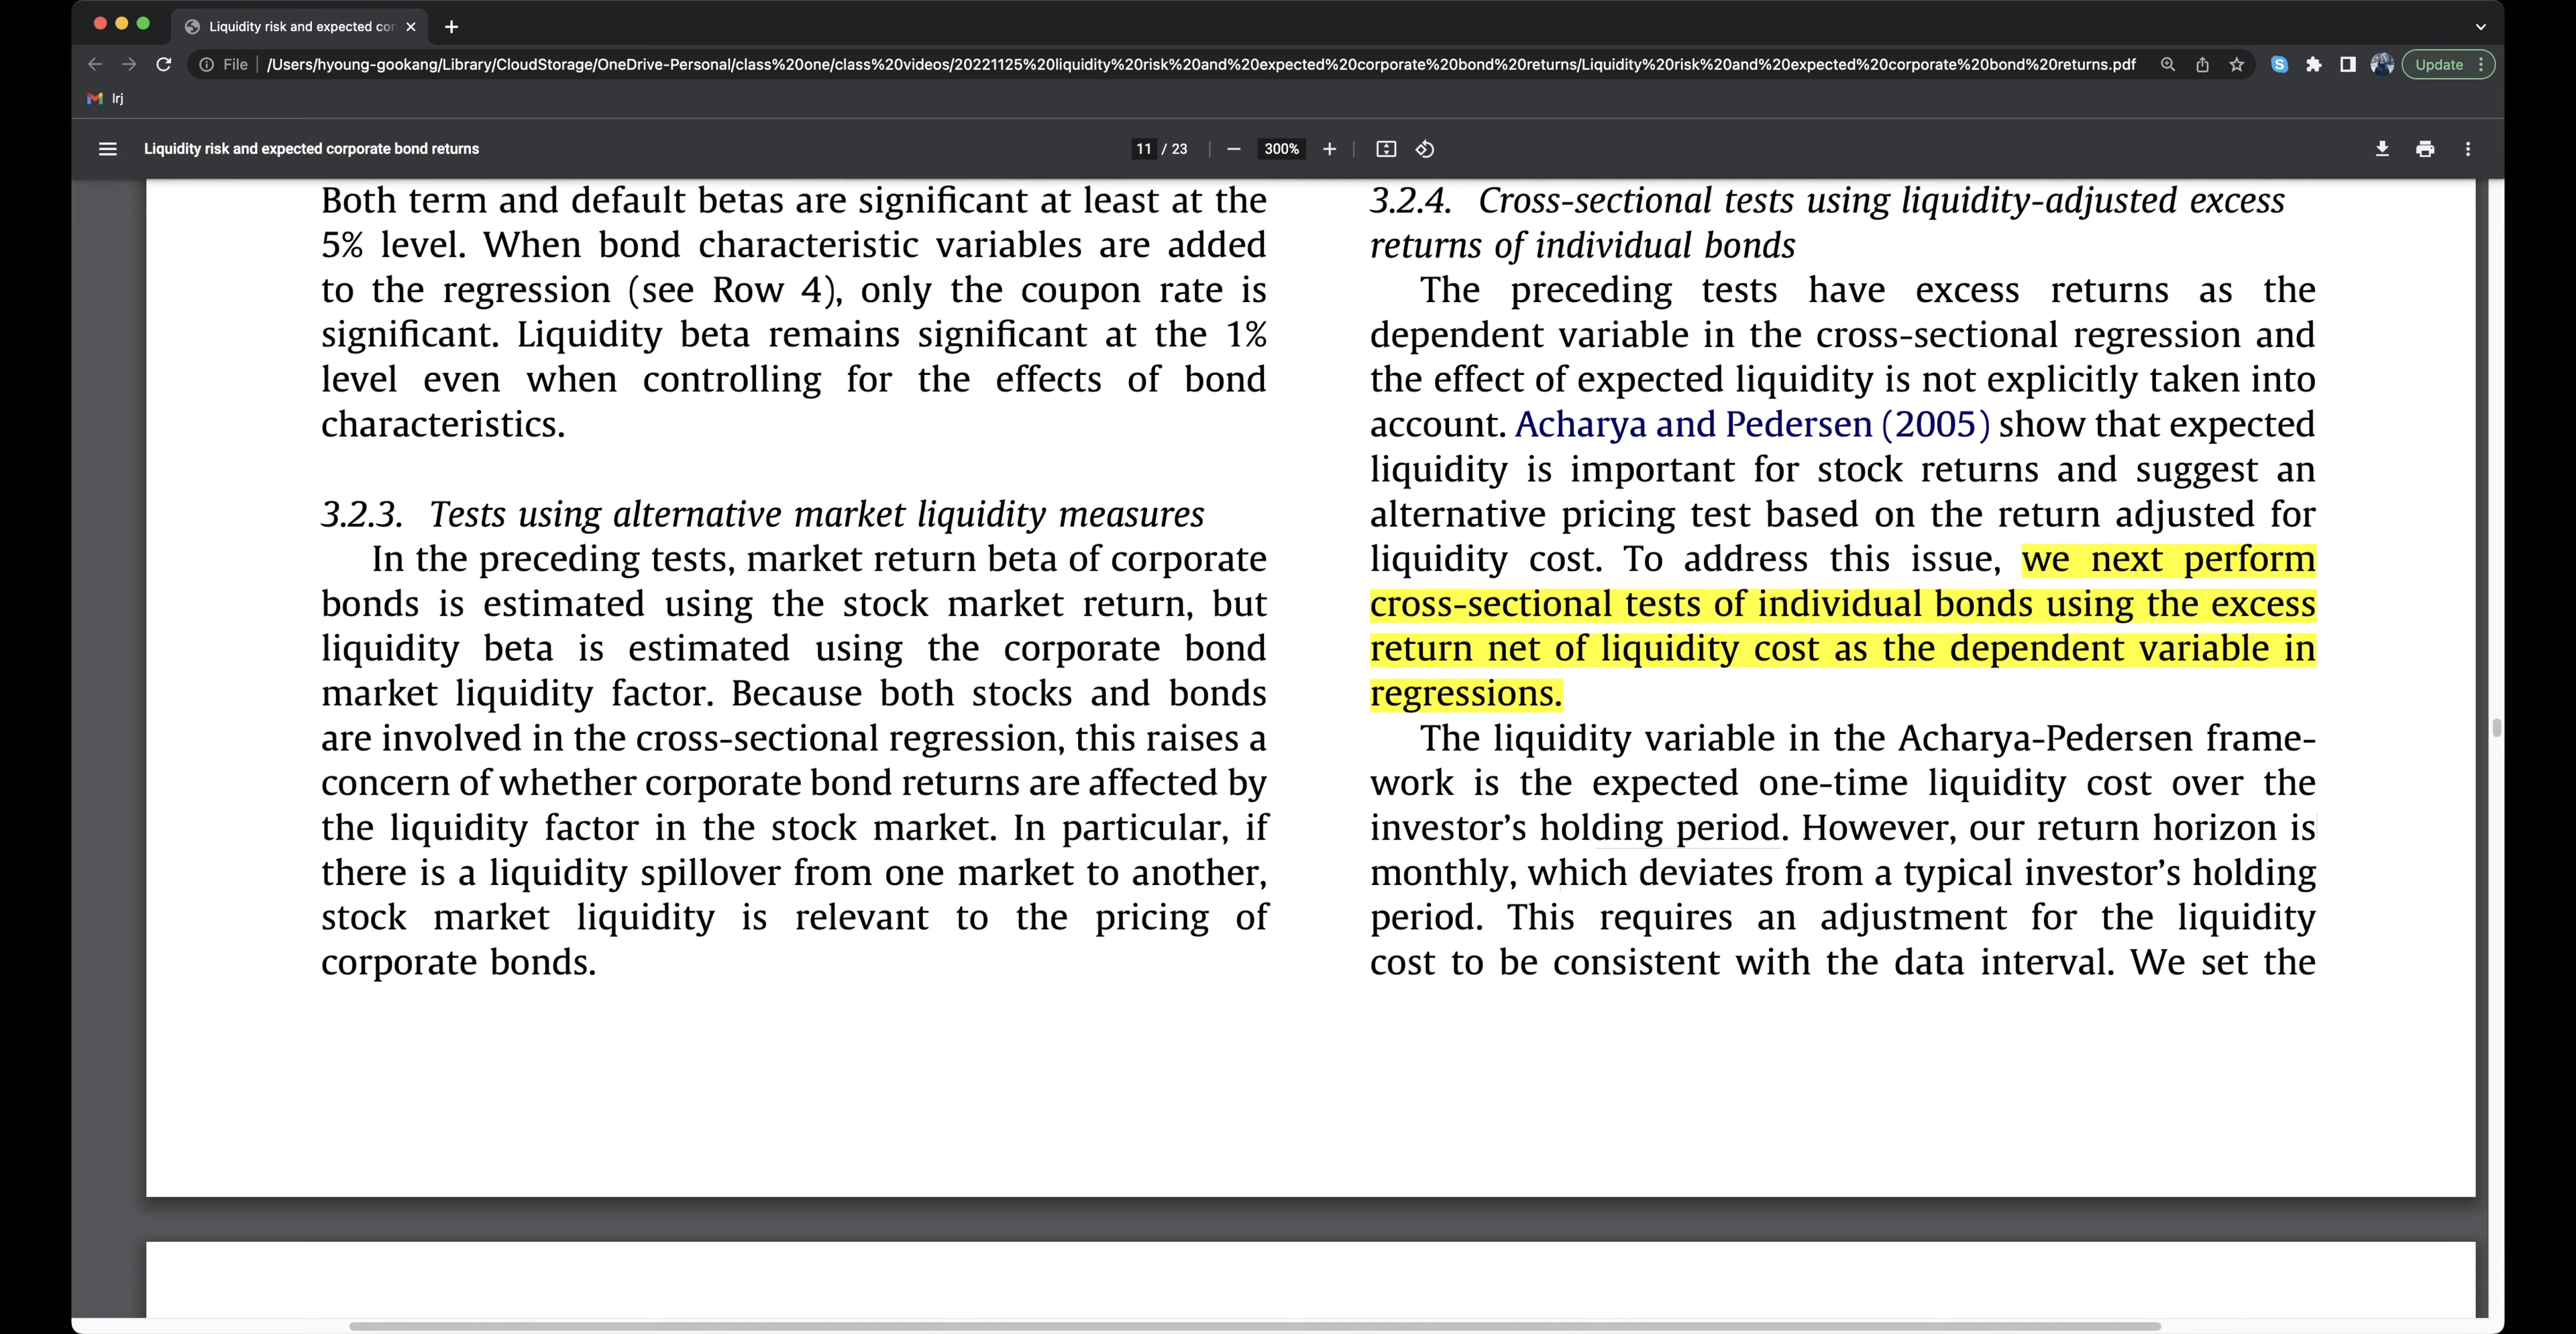 Liquidity risk and expected cor
File /Users/hyoung-gookang/Library/CloudStorage/OneDrive-Personal/class%20one/class%20videos/20221125%20liquidity%20risk%20and%20expected%20corporate%20bond%20returns/Liquidity%20risk%20and%20expected%20corporate%20bond%20returns.pdf Update
Irj
Liquidity risk and expected corporate bond returns 11 / 23 300%
Both term and default betas are significant at least at the
5% level. When bond characteristic variables are added
to the regression (see Row 4), only the coupon rate is
significant. Liquidity beta remains significant at the 1%
level even when controlling for the effects of bond
characteristics.
3.2.3. Tests using alternative market liquidity measures
In the preceding tests, market return beta of corporate
bonds is estimated using the stock market return, but
liquidity beta is estimated using the corporate bond
market liquidity factor. Because both stocks and bonds
are involved in the cross-sectional regression, this raises a
concern of whether corporate bond returns are affected by
the liquidity factor in the stock market. In particular, if
there is a liquidity spillover from one market to another,
stock market liquidity is relevant to the pricing of
corporate bonds.
3.2.4. Cross-sectional tests using liquidity-adjusted excess
returns of individual bonds
The preceding tests have excess returns as the
dependent variable in the cross-sectional regression and
the effect of expected liquidity is not explicitly taken into
account. Acharya and Pedersen (2005) show that expected
liquidity is important for stock returns and suggest an
alternative pricing test based on the return adjusted for
liquidity cost. To address this issue, we next perform
cross-sectional tests of individual bonds using the excess
return net of liquidity cost as the dependent variable in
regressions.
The liquidity variable in the Acharya-Pedersen frame-
work is the expected one-time liquidity cost over the
investor's holding period. However, our return horizon is
monthly, which deviates from a typical investor's holding
period. This requires an adjustment for the liquidity
cost to be consistent with the data interval. We set the